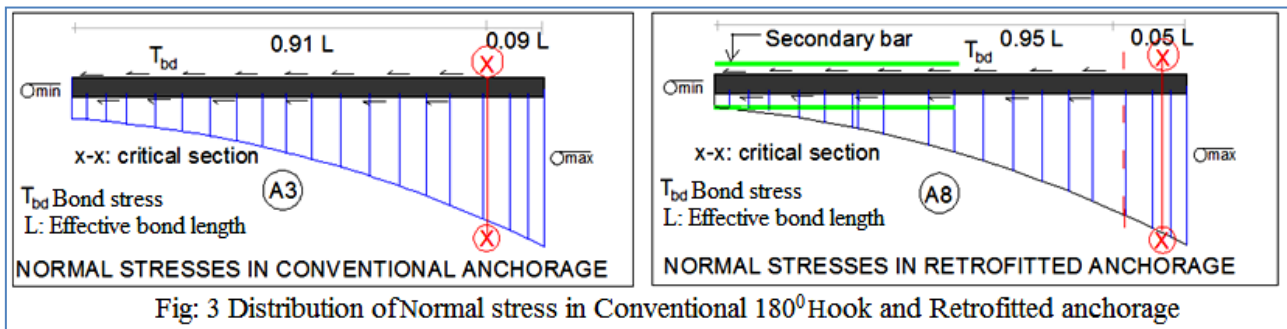 0.91 L
0.09 L
Tbd
X
σmin
x-x: critical section
A3
σmax
Tbd Bond stress
L: Effective bond length
X
NORMAL STRESSES IN CONVENTIONAL ANCHORAGE
Secondary bar
0.95 L
0.05 L
Tbd
X
σmin
x-x: critical section
A8
σmax
Tbd Bond stress
L: Effective bond length
X
NORMAL STRESSES IN RETROFITTED ANCHORAGE
Fig: 3 Distribution of Normal stress in Conventional 180⁰ Hook and Retrofitted anchorage